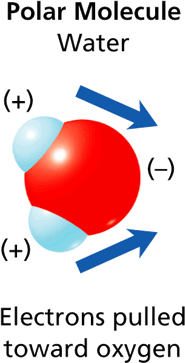 Polar Molecule
Water
(+)
(–)
(+)
Electrons pulled
toward oxygen